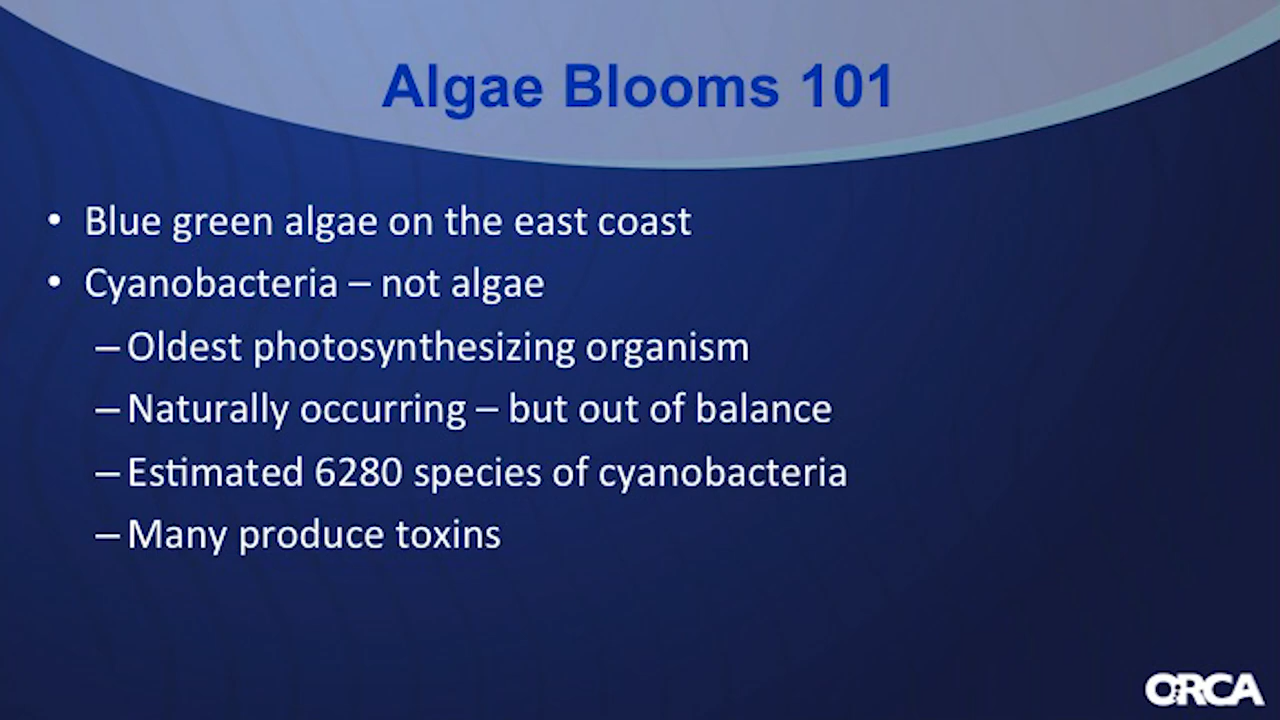 Algae Blooms 101
• Blue green algae on the east coast
• Cyanobacteria – not algae
– Oldest photosynthesizing organism
– Naturally occurring – but out of balance
– Estimated 6280 species of cyanobacteria
– Many produce toxins
ORCA